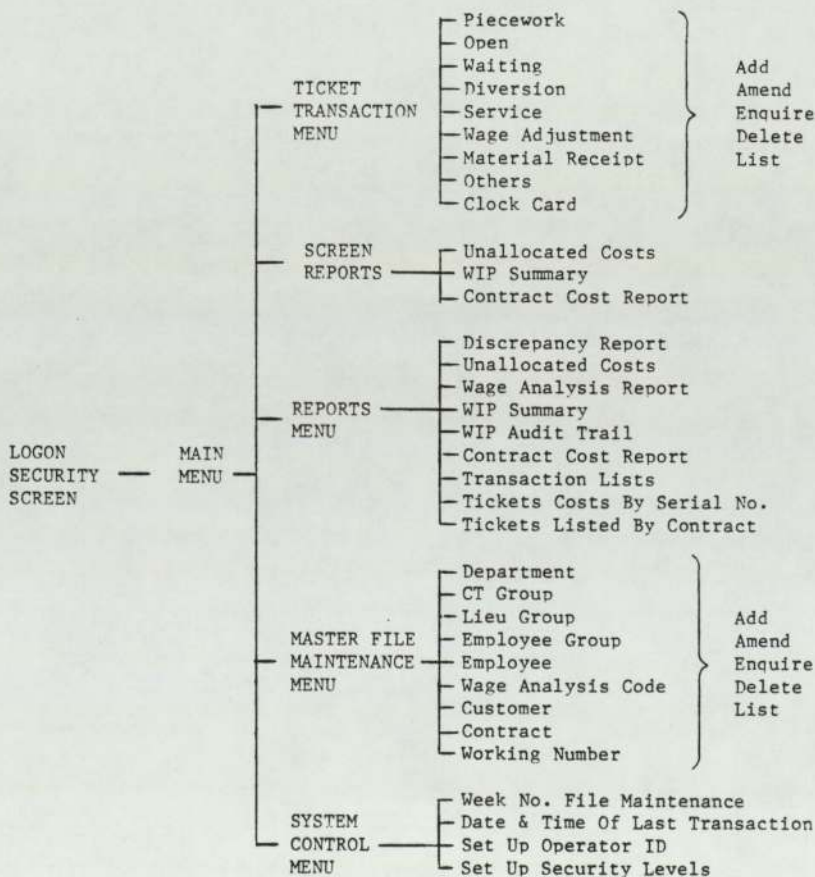 LOGON
SECURITY
SCREEN
MAIN
MENU
TICKET
TRANSACTION
MENU
Piecework
Open
Waiting
Diversion
Service
Wage Adjustment
Material Receipt
Others
Clock Card
Add
Amend
Enquire
Delete
List
SCREEN
REPORTS
Unallocated Costs
WIP Summary
Contract Cost Report
REPORTS
MENU
Discrepancy Report
Unallocated Costs
Wage Analysis Report
WIP Summary
WIP Audit Trail
Contract Cost Report
Transaction Lists
Tickets Costs By Serial No.
Tickets Listed By Contract
MASTER FILE
MAINTENANCE
MENU
Department
CT Group
Lieu Group
Employee Group
Employee
Wage Analysis Code
Customer
Contract
Working Number
Add
Amend
Enquire
Delete
List
SYSTEM
CONTROL
MENU
Week No. File Maintenance
Date & Time Of Last Transaction
Set Up Operator ID
Set Up Security Levels